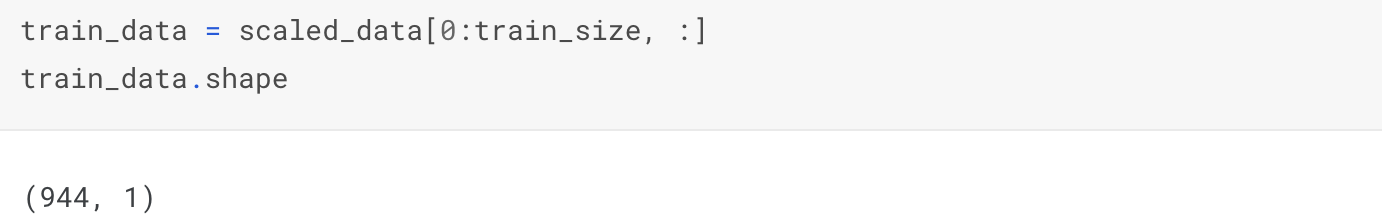 train_data = scaled_data[0:train_size, :]
train_data.shape
(944, 1)